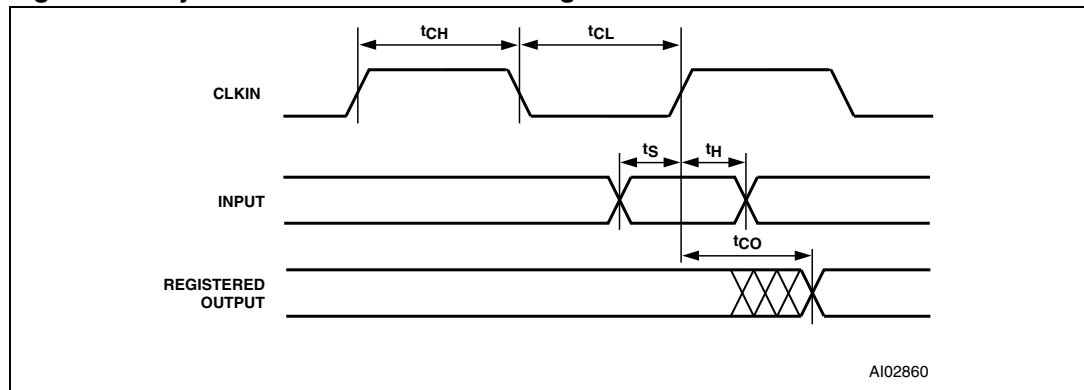 tCH
tCL
CLKIN
tS
tH
INPUT
tCO
REGISTERED
OUTPUT
AI02860